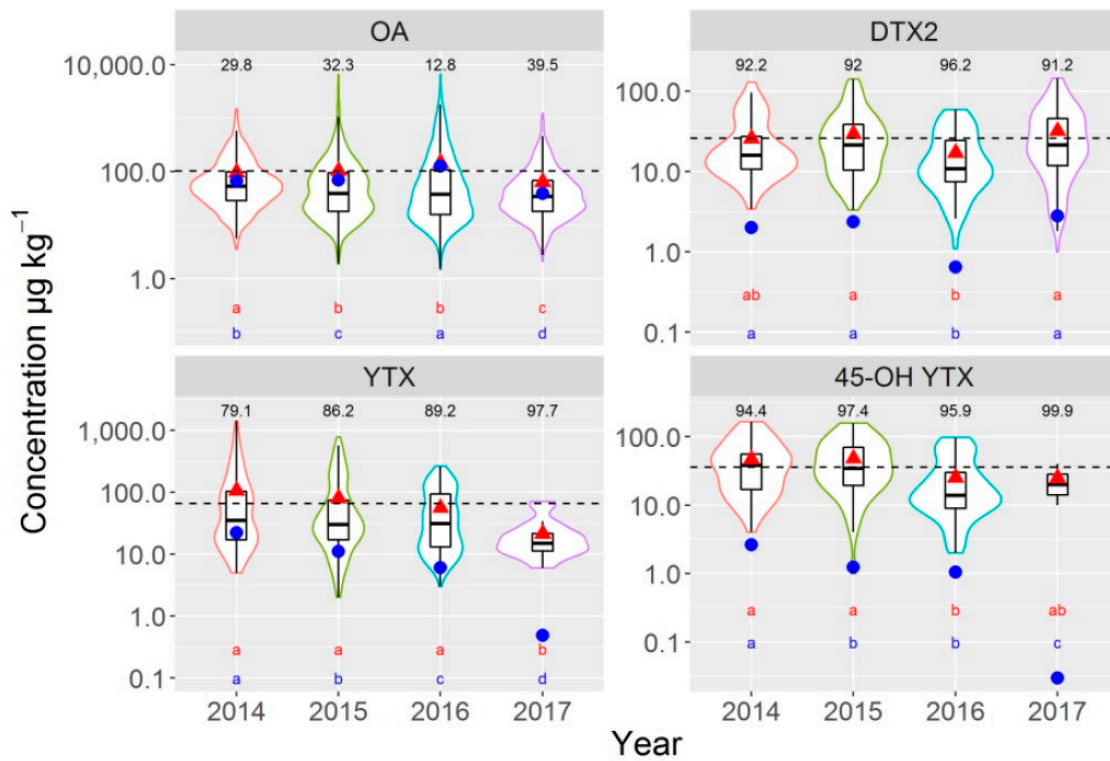 OA
DTX2
10,000.0
29.8 32.3 12.8 39.5
92.2 92 96.2 91.2
100.0
100.0
10.0
1.0
1.0
a b b c
ab a b a
b c a d
0.1
a a b a
YTX
45-OH YTX
79.1 86.2 89.2 97.7
94.4 97.4 95.9 99.9
1,000.0
100.0
100.0
10.0
10.0
1.0
1.0
a a a b
a a b ab
0.1
a b c d
0.1
a b b c
2014 2015 2016 2017
2014 2015 2016 2017
Concentration µg kg⁻¹
Year